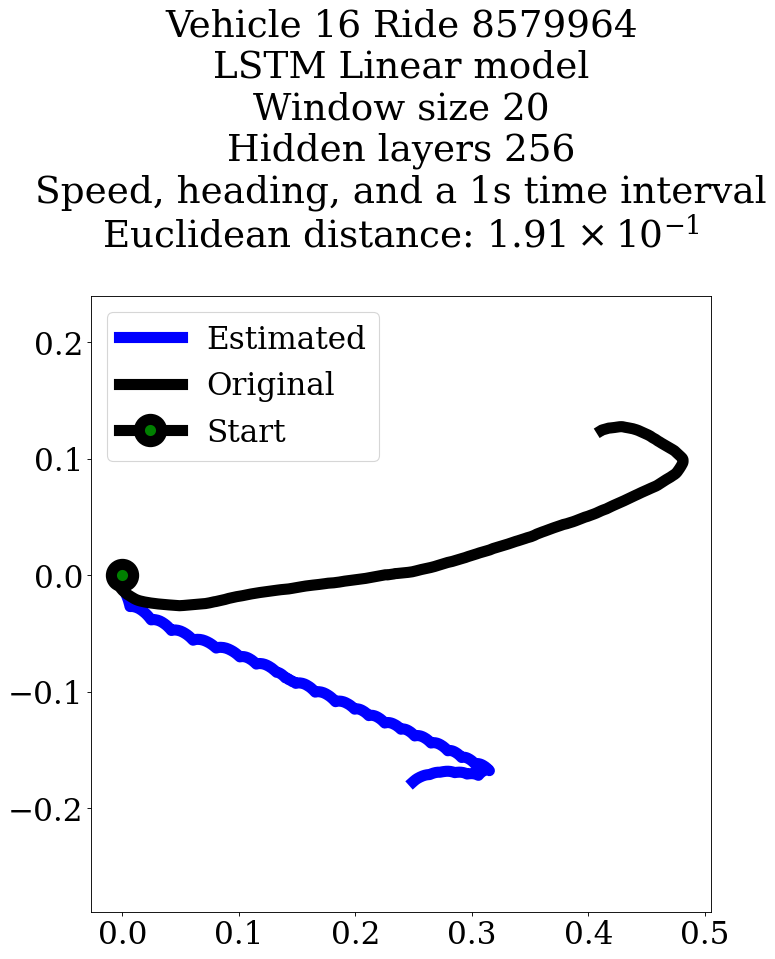 Vehicle 16 Ride 8579964
LSTM Linear model
Window size 20
Hidden layers 256
Speed, heading, and a 1s time interval
Euclidean distance: 1.91 × 10⁻¹
Estimated
Original
Start
0.2
0.1
0.0
−0.1
−0.2
0.0 0.1 0.2 0.3 0.4 0.5